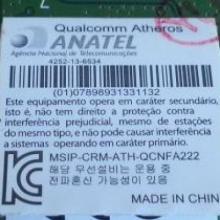 Qualcomm Atheros
ANATEL
Agência Nacional de Telecomunicações
4252-13-6534
(01)07898931331132
Este equipamento opera em caráter secundário,
isto é, não tem direito a proteção contra
interferência prejudicial, mesmo de estações
do mesmo tipo, e não pode causar interferência
a sistemas operando em caráter primário.
MSIP-CRM-ATH-QCNFA222
해당 무선설비는 운용 중
전파혼신 가능성이 있음
MADE IN CHINA